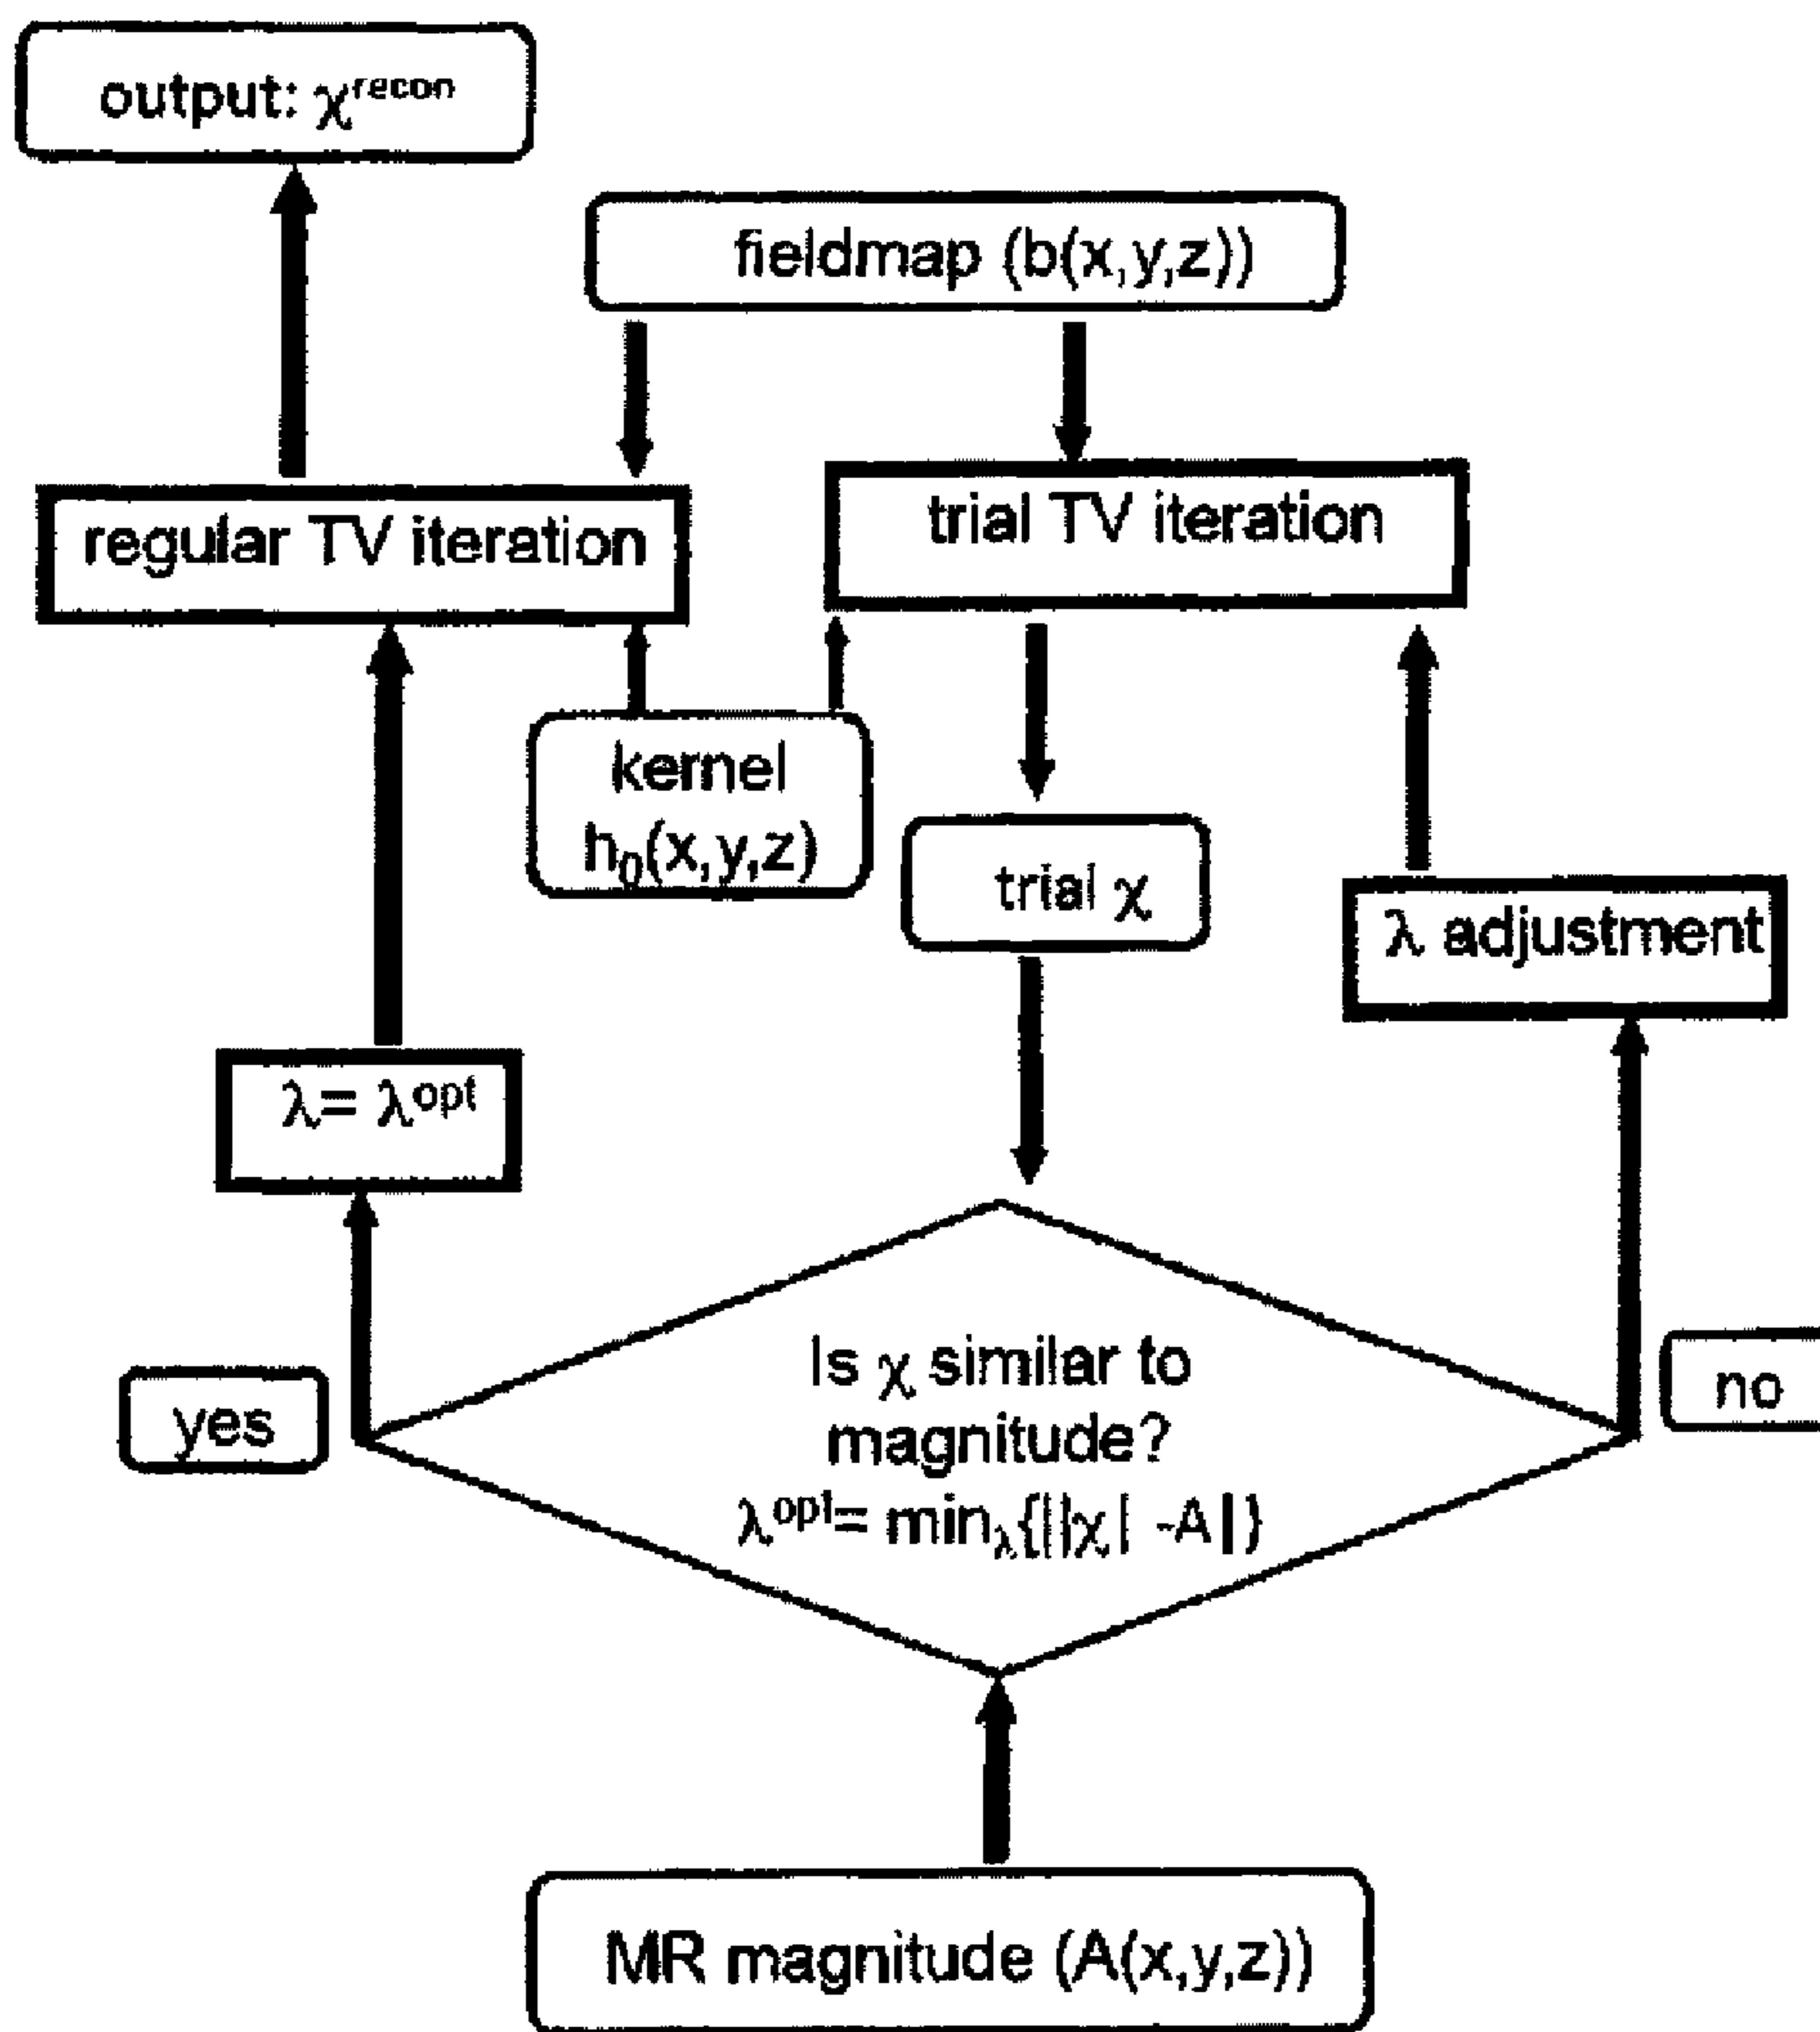 output: χ^recon
fieldmap (b(x,y,z))
regular TV iteration
trial TV iteration
kernel
h₀(x,y,z)
trial χ
λ adjustment
λ= λ^opt
Is χ similar to
magnitude?
λ^opt= min_λ{||χ| -A|}
yes
no
MR magnitude (A(x,y,z))